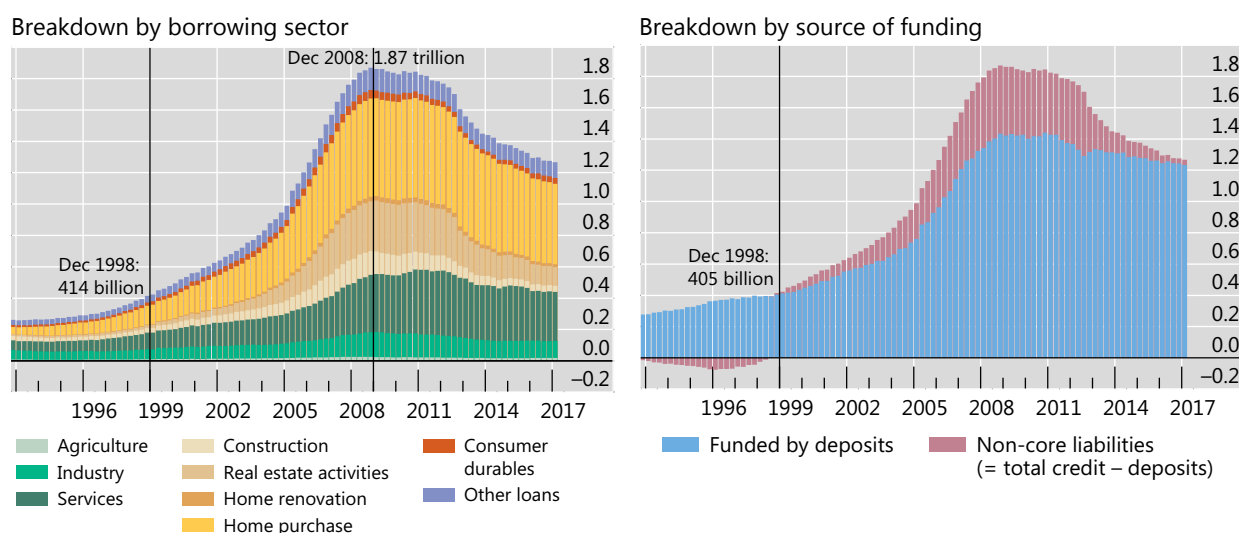 Breakdown by borrowing sector
Dec 2008: 1.87 trillion
Dec 1998:
414 billion
1.8
1.6
1.4
1.2
1.0
0.8
0.6
0.4
0.2
0.0
–0.2
1996 1999 2002 2005 2008 2011 2014 2017
Agriculture
Industry
Services
Construction
Real estate activities
Home renovation
Home purchase
Consumer
durables
Other loans
Breakdown by source of funding
Dec 1998:
405 billion
1.8
1.6
1.4
1.2
1.0
0.8
0.6
0.4
0.2
0.0
–0.2
1996 1999 2002 2005 2008 2011 2014 2017
Funded by deposits
Non-core liabilities
(= total credit – deposits)